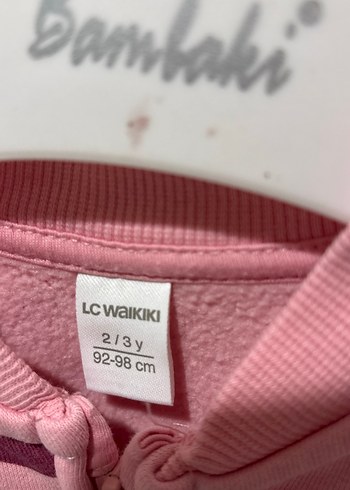 Bambaki
LC WAIKIKI
2 / 3 y
92-98 cm